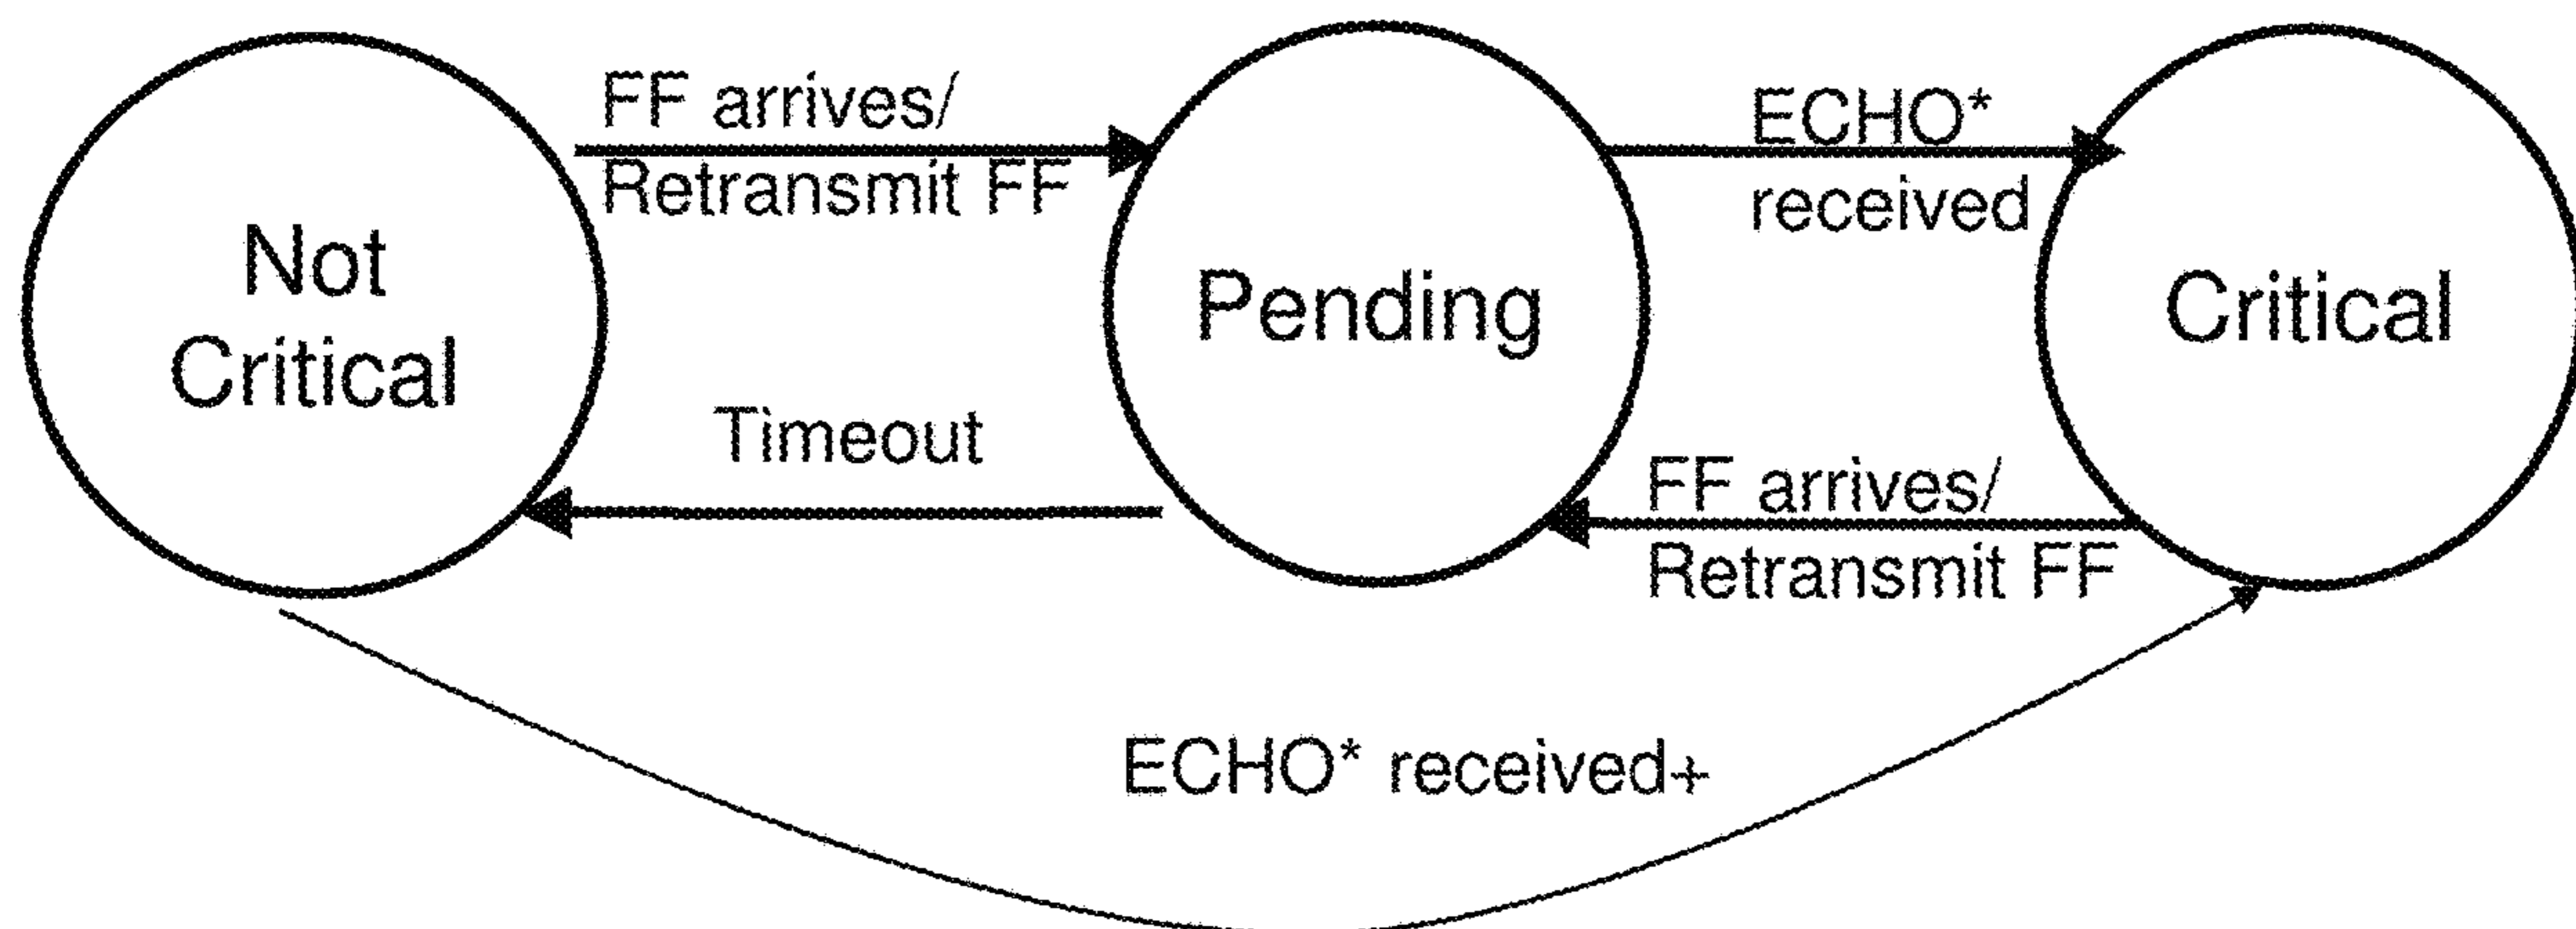 FF arrives/
Retransmit FF
ECHO*
received
Not
Critical
Pending
Critical
Timeout
FF arrives/
Retransmit FF
ECHO* received+